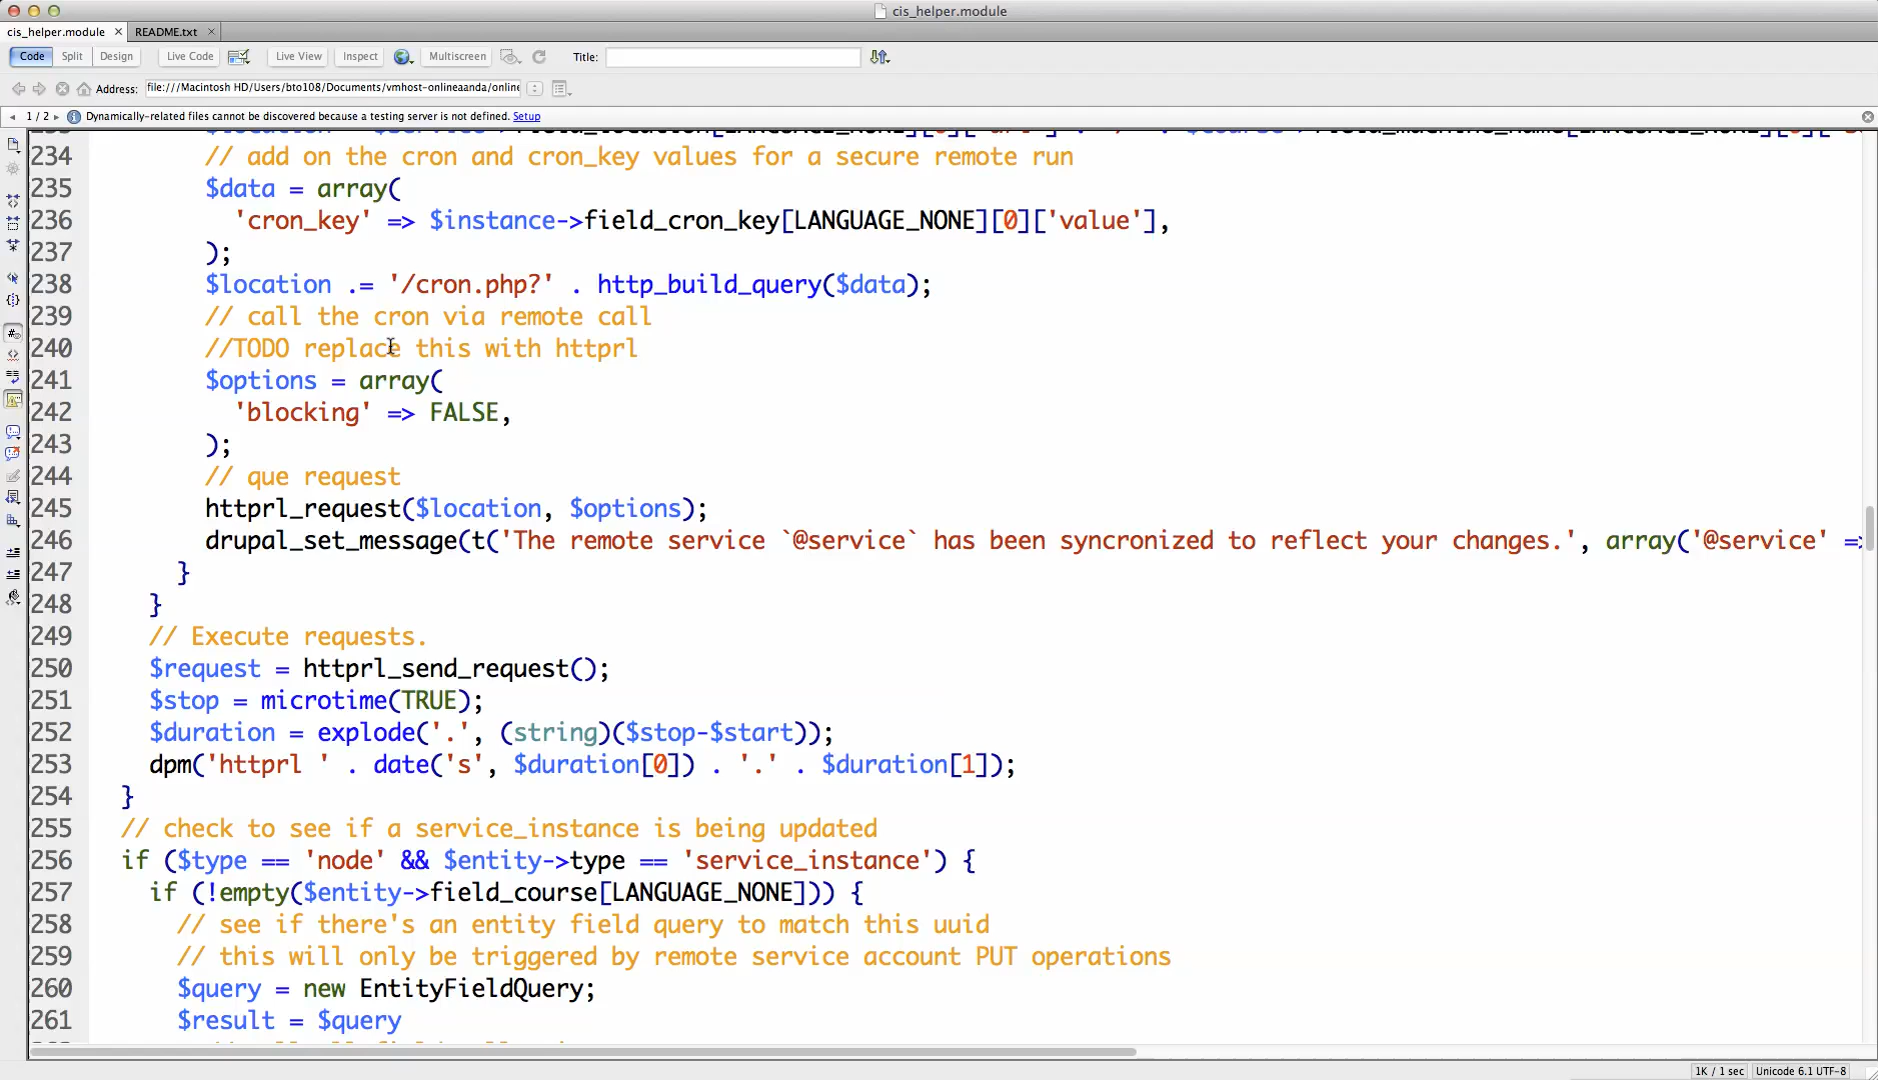 cis_helper.module
cis_helper.module × README.txt ×
Code Split Design Live Code Live View Inspect Multiscreen Title:
Address: file:///Macintosh HD/Users/bto108/Documents/vmhost-onlineaanda/online
1 / 2 Dynamically-related files cannot be discovered because a testing server is not defined. Setup
234 // add on the cron and cron_key values for a secure remote run
235 $data = array(
236 'cron_key' => $instance->field_cron_key[LANGUAGE_NONE][0]['value'],
237 );
238 $location .= '/cron.php?' . http_build_query($data);
239 // call the cron via remote call
240 //TODO replace this with httprl
241 $options = array(
242 'blocking' => FALSE,
243 );
244 // que request
245 httprl_request($location, $options);
246 drupal_set_message(t('The remote service `@service` has been syncronized to reflect your changes.', array('@service' =>
247 }
248 }
249 // Execute requests.
250 $request = httprl_send_request();
251 $stop = microtime(TRUE);
252 $duration = explode('.', (string)($stop-$start));
253 dpm('httprl ' . date('s', $duration[0]) . '.' . $duration[1]);
254 }
255 // check to see if a service_instance is being updated
256 if ($type == 'node' && $entity->type == 'service_instance') {
257 if (!empty($entity->field_course[LANGUAGE_NONE])) {
258 // see if there's an entity field query to match this uuid
259 // this will only be triggered by remote service account PUT operations
260 $query = new EntityFieldQuery;
261 $result = $query
1K / 1 sec Unicode 6.1 UTF-8